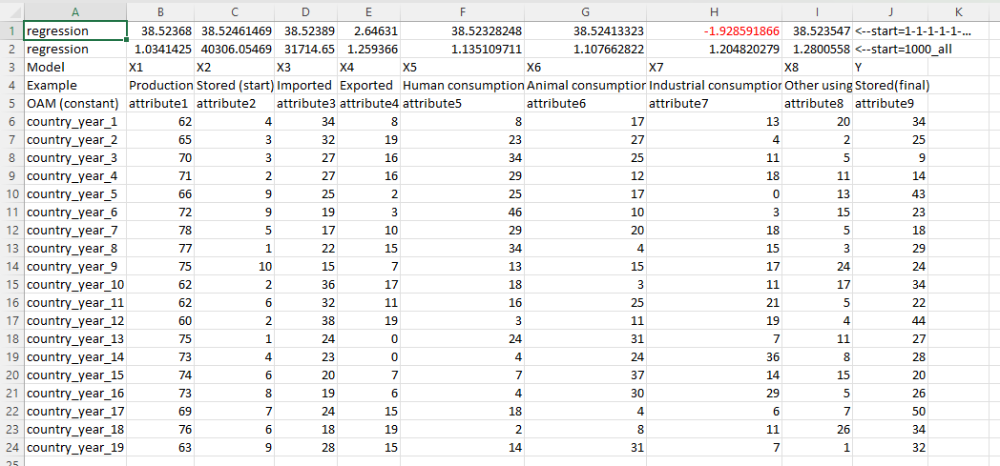 A B C D E F G H I J K
1 regression 38.52368 38.52461469 38.52389 2.64631 38.52328248 38.52413323 -1.928591866 38.523547 <--start=1-1-1-1-1-...
2 regression 1.0341425 40306.05469 31714.65 1.259366 1.135109711 1.107662822 1.204820279 1.2800558 <--start=1000_all
3 Model X1 X2 X3 X4 X5 X6 X7 X8 Y
4 Example Production Stored (start) Imported Exported Human consumption Animal consumption Industrial consumption Other using Stored(final)
5 OAM (constant) attribute1 attribute2 attribute3 attribute4 attribute5 attribute6 attribute7 attribute8 attribute9
6 country_year_1 62 4 34 8 8 17 13 20 34
7 country_year_2 65 3 32 19 23 27 4 2 25
8 country_year_3 70 3 27 16 34 25 11 5 9
9 country_year_4 71 2 27 16 29 12 18 11 14
10 country_year_5 66 9 25 2 25 17 0 13 43
11 country_year_6 72 9 19 3 46 10 3 15 23
12 country_year_7 78 5 17 10 29 20 18 5 18
13 country_year_8 77 1 22 15 34 4 15 3 29
14 country_year_9 75 10 15 7 13 15 17 24 24
15 country_year_10 62 2 36 17 18 3 11 17 34
16 country_year_11 62 6 32 11 16 25 21 5 22
17 country_year_12 60 2 38 19 3 11 19 4 44
18 country_year_13 75 1 24 0 24 31 7 11 27
19 country_year_14 73 4 23 0 4 24 36 8 28
20 country_year_15 74 6 20 7 7 37 14 15 20
21 country_year_16 73 8 19 6 4 30 29 5 26
22 country_year_17 69 7 24 15 18 4 6 7 50
23 country_year_18 76 6 18 19 2 8 11 26 34
24 country_year_19 63 9 28 15 14 31 7 1 32
25